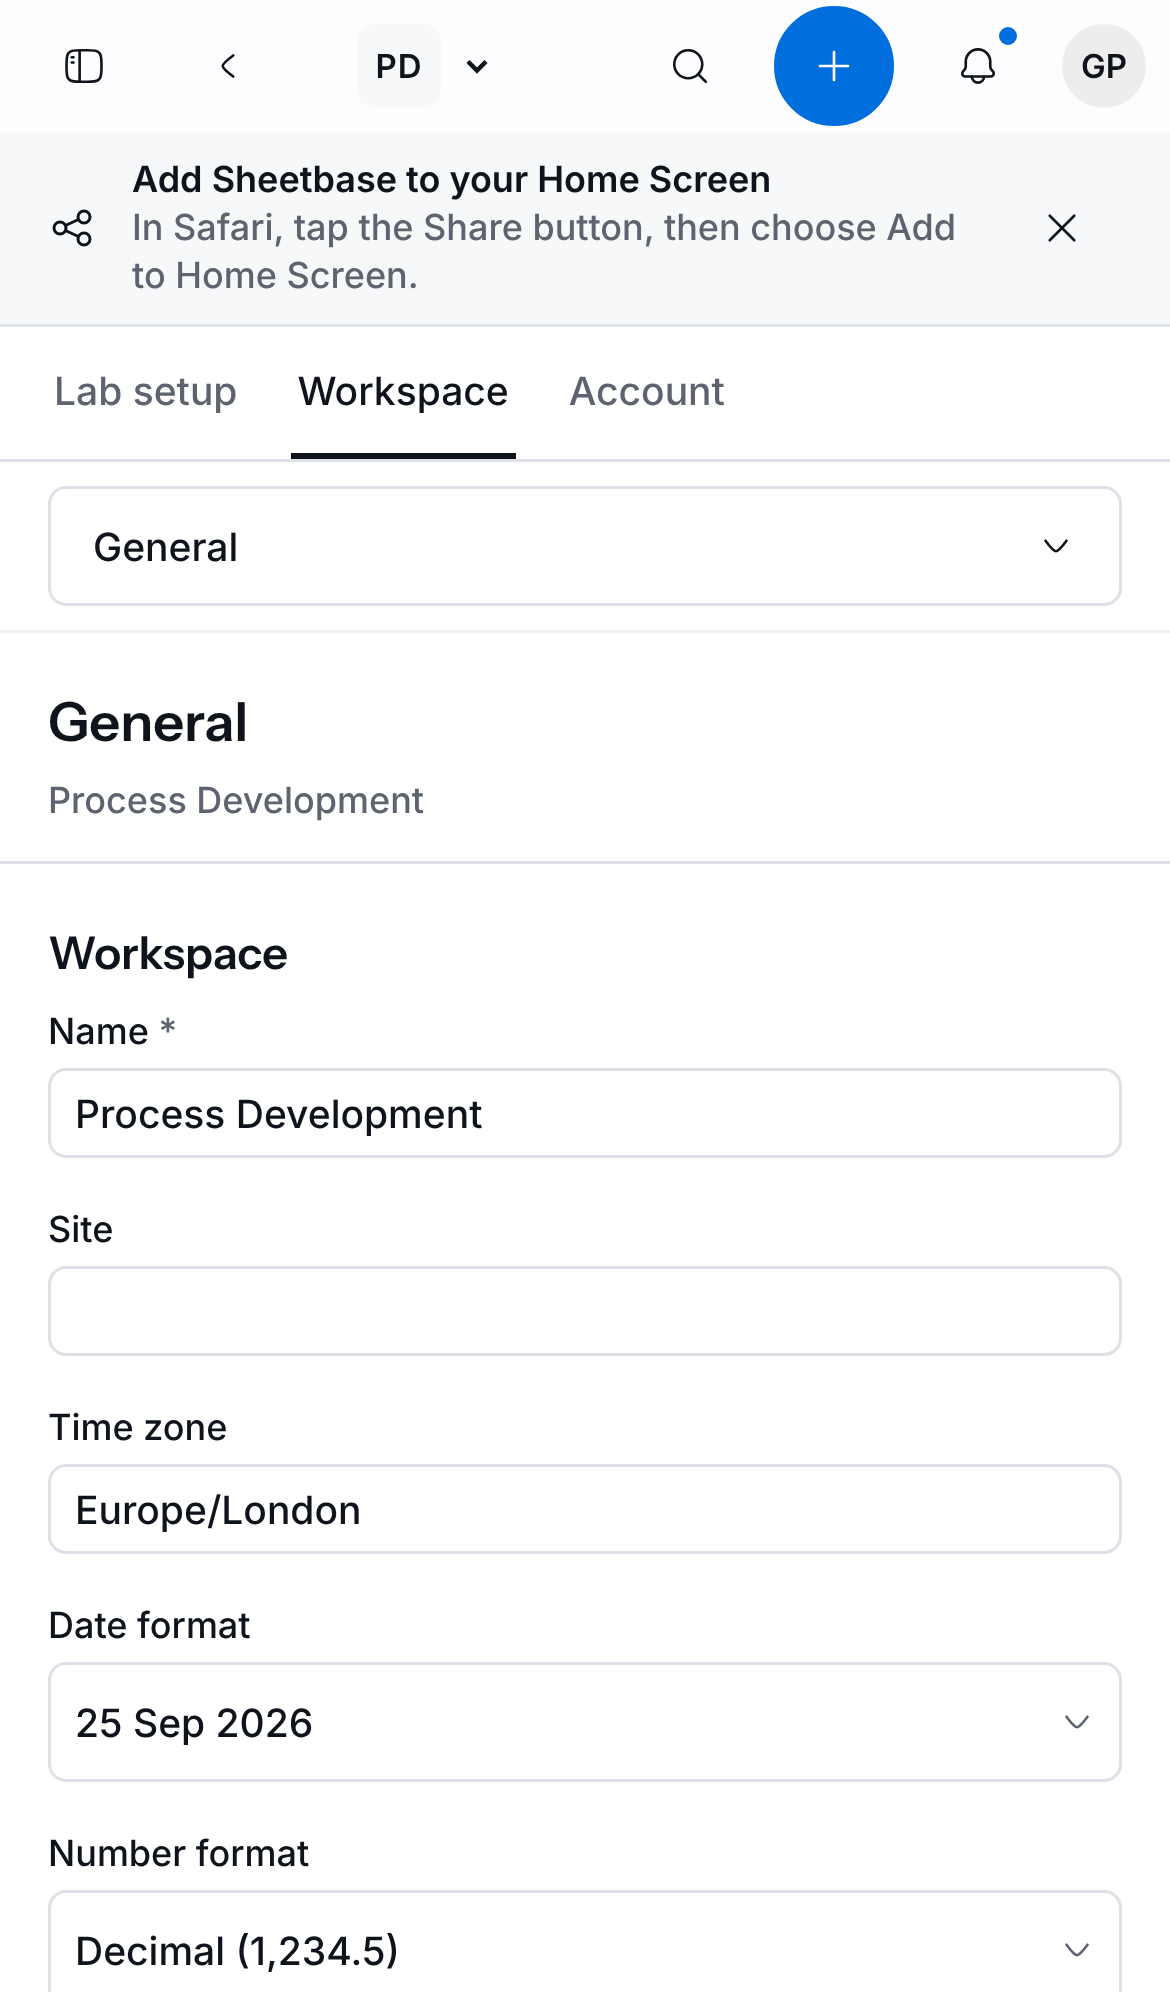 PD
GP
Add Sheetbase to your Home Screen
In Safari, tap the Share button, then choose Add
to Home Screen.
Lab setup Workspace Account
General
General
Process Development
Workspace
Name *
Process Development
Site
Time zone
Europe/London
Date format
25 Sep 2026
Number format
Decimal (1,234.5)